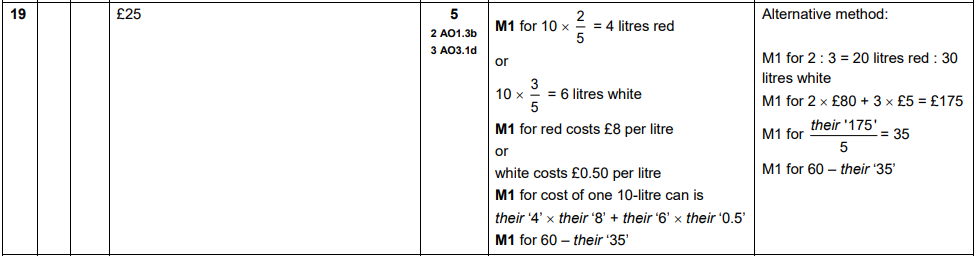 19
£25
5
2 AO1.3b
3 AO3.1d
M1 for 10 × 2/5 = 4 litres red
or
10 × 3/5 = 6 litres white
M1 for red costs £8 per litre
or
white costs £0.50 per litre
M1 for cost of one 10-litre can is
their ‘4’ × their ‘8’ + their ‘6’ × their ‘0.5’
M1 for 60 – their ‘35’
Alternative method:
M1 for 2 : 3 = 20 litres red : 30
litres white
M1 for 2 × £80 + 3 × £5 = £175
M1 for their '175'/5 = 35
M1 for 60 – their ‘35’